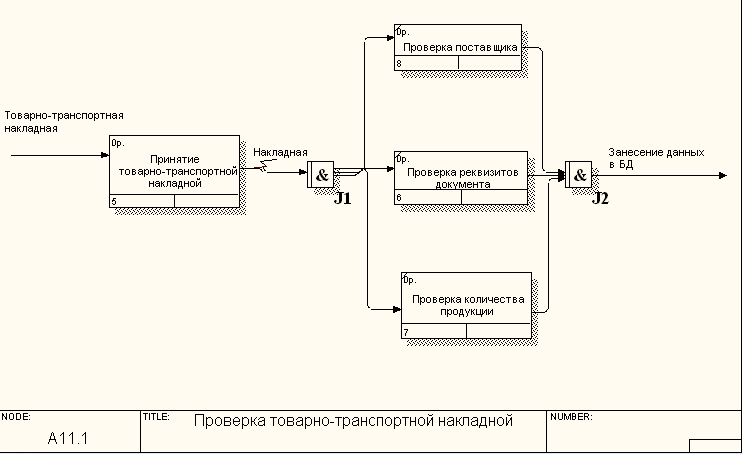 0р.
Проверка поставщика
8
Товарно-транспортная
накладная
0р.
Принятие
товарно-транспортной
накладной
5
Накладная
&
J1
0р.
Проверка реквизитов
документа
6
&
J2
Занесение данных
в БД
0р.
Проверка количества
продукции
7
NODE:
A11.1
TITLE:
Проверка товарно-транспортной накладной
NUMBER: